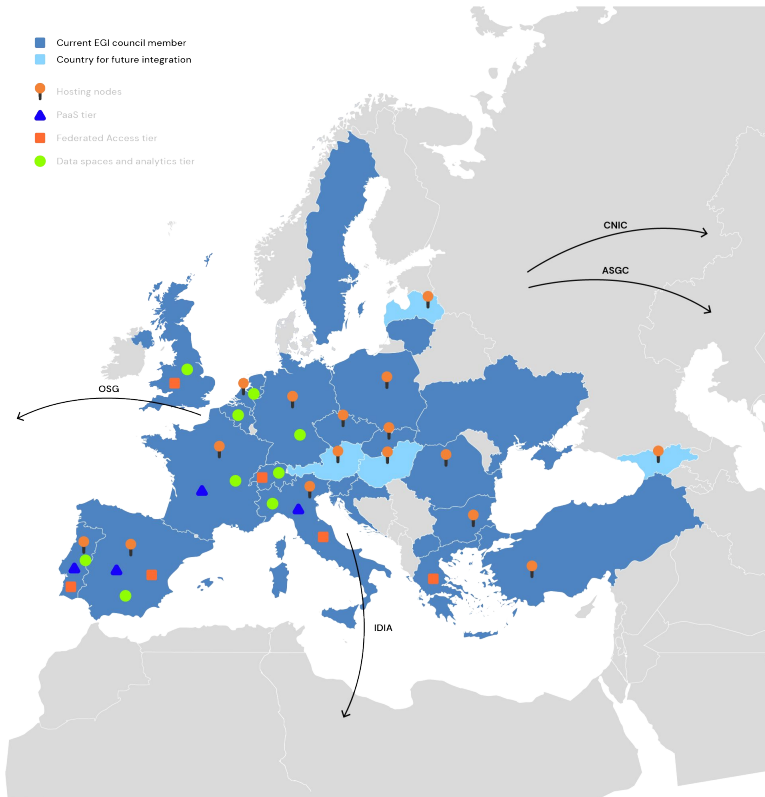 Current EGI council member
Country for future integration
Hosting nodes
PaaS tier
Federated Access tier
Data spaces and analytics tier
CNIC
ASGC
OSG
IDIA